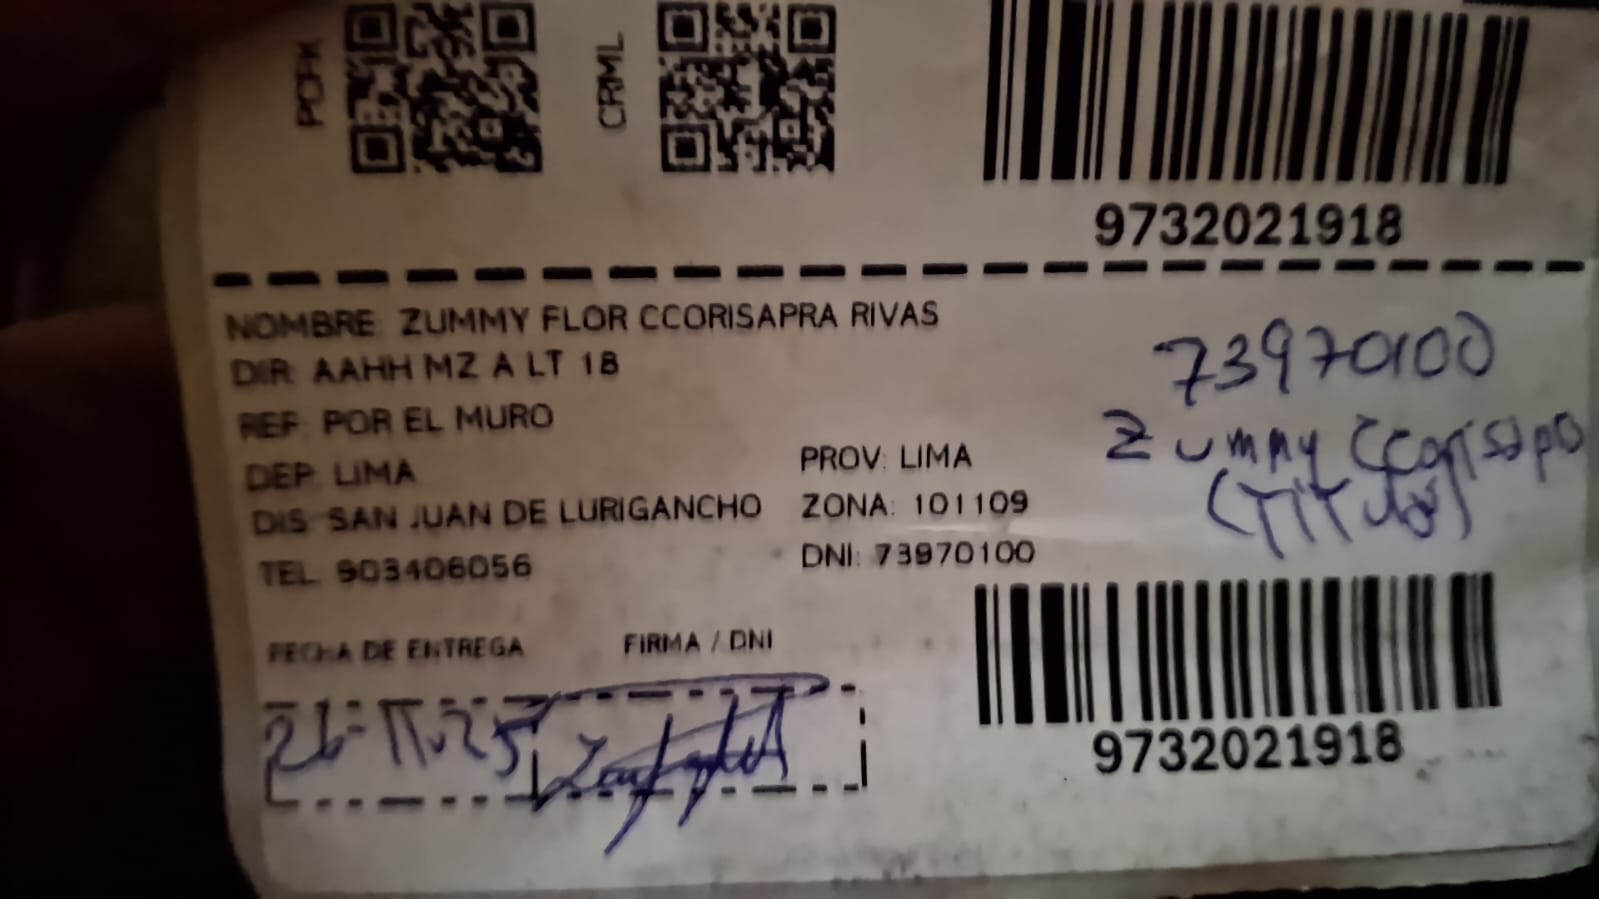 PCFK
CRML
9732021918
NOMBRE: ZUMMY FLOR CCORISAPRA RIVAS
DIR: AAHH MZ A LT 18
REF: POR EL MURO
DEP: LIMA
PROV: LIMA
DIS: SAN JUAN DE LURIGANCHO
ZONA: 101109
TEL: 903406056
DNI: 73970100
73970100
Zummy Ccorisapra
(TiTular)
FECHA DE ENTREGA
FIRMA / DNI
26-11-25
9732021918